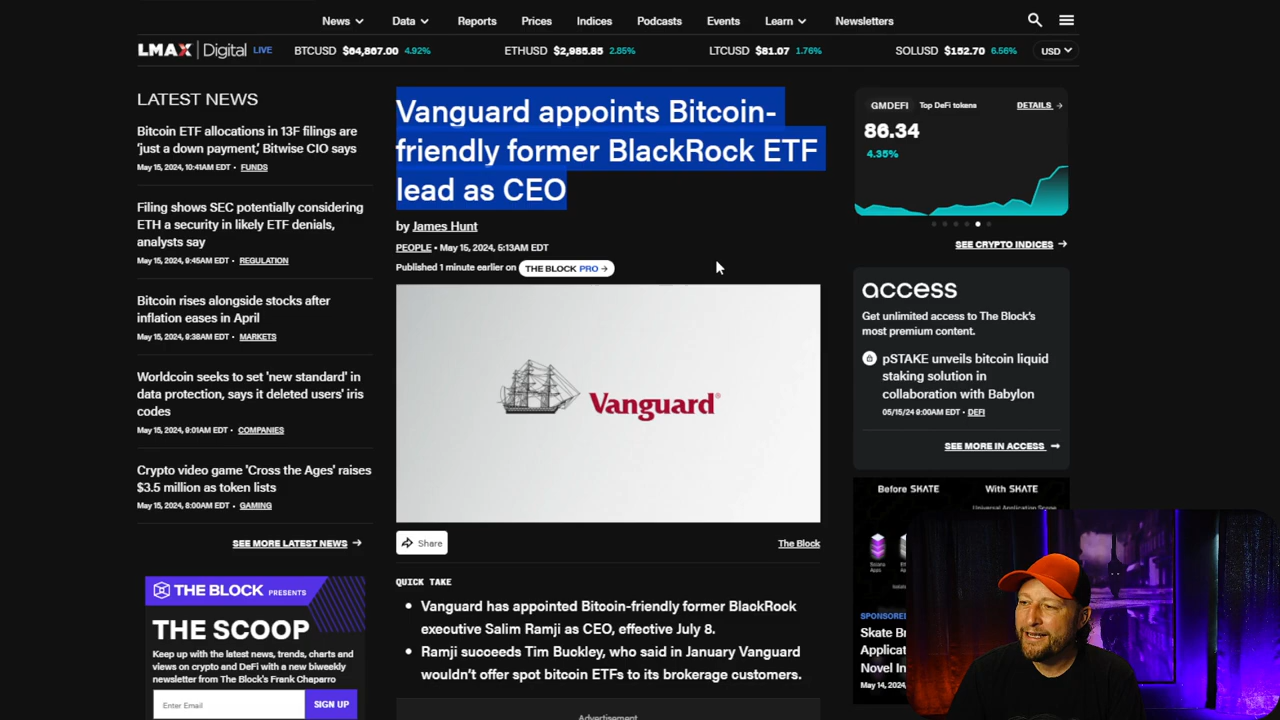 News
Data
Reports
Prices
Indices
Podcasts
Events
Learn
Newsletters
LMAX Digital LIVE
BTCUSD $64,867.00 4.92%
ETHUSD $2,985.85 2.85%
LTCUSD $81.07 1.76%
SOLUSD $152.70 6.56%
USD
LATEST NEWS
Bitcoin ETF allocations in 13F filings are
'just a down payment,' Bitwise CIO says
May 15, 2024, 10:41AM EDT • FUNDS
Filing shows SEC potentially considering
ETH a security in likely ETF denials,
analysts say
May 15, 2024, 9:45AM EDT • REGULATION
Bitcoin rises alongside stocks after
inflation eases in April
May 15, 2024, 9:38AM EDT • MARKETS
Worldcoin seeks to set 'new standard' in
data protection, says it deleted users' iris
codes
May 15, 2024, 9:01AM EDT • COMPANIES
Crypto video game 'Cross the Ages' raises
$3.5 million as token lists
May 15, 2024, 8:00AM EDT • GAMING
SEE MORE LATEST NEWS →
THE BLOCK PRESENTS
THE SCOOP
Keep up with the latest news, trends, charts and
views on crypto and DeFi with a new biweekly
newsletter from The Block's Frank Chaparro
Enter Email
SIGN UP
Vanguard appoints Bitcoin-
friendly former BlackRock ETF
lead as CEO
by James Hunt
PEOPLE • May 15, 2024, 5:13AM EDT
Published 1 minute earlier on THE BLOCK PRO →
Vanguard®
Share
The Block
QUICK TAKE
• Vanguard has appointed Bitcoin-friendly former BlackRock
executive Salim Ramji as CEO, effective July 8.
• Ramji succeeds Tim Buckley, who said in January Vanguard
wouldn't offer spot bitcoin ETFs to its brokerage customers.
Advertisement
GMDEFI Top DeFi tokens
DETAILS →
86.34
4.35%
SEE CRYPTO INDICES →
access
Get unlimited access to The Block's
most premium content.
pSTAKE unveils bitcoin liquid
staking solution in
collaboration with Babylon
05/15/24 9:00AM EDT • DEFI
SEE MORE IN ACCESS →
Before SKATE
With SKATE
Universal Application Scope
Solana
Apps
SPONSORED
Skate Br
Applicat
Novel In
May 14, 2024